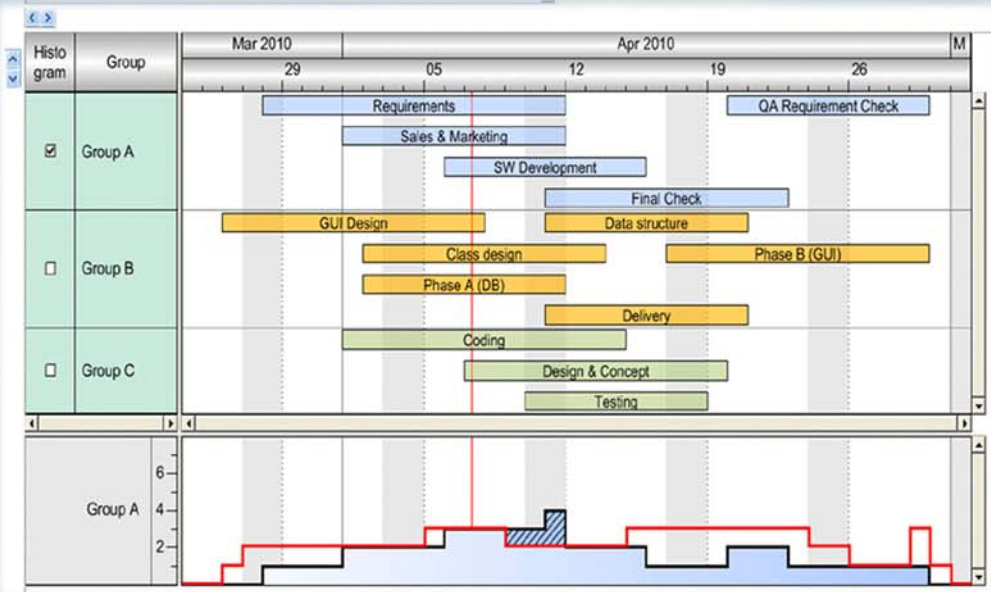 Histo
gram
Group
Mar 2010
Apr 2010
M
29
05
12
19
26
Group A
Requirements
QA Requirement Check
Sales & Marketing
SW Development
Final Check
Group B
GUI Design
Data structure
Class design
Phase B (GUI)
Phase A (DB)
Delivery
Group C
Coding
Design & Concept
Testing
Group A
6
4
2